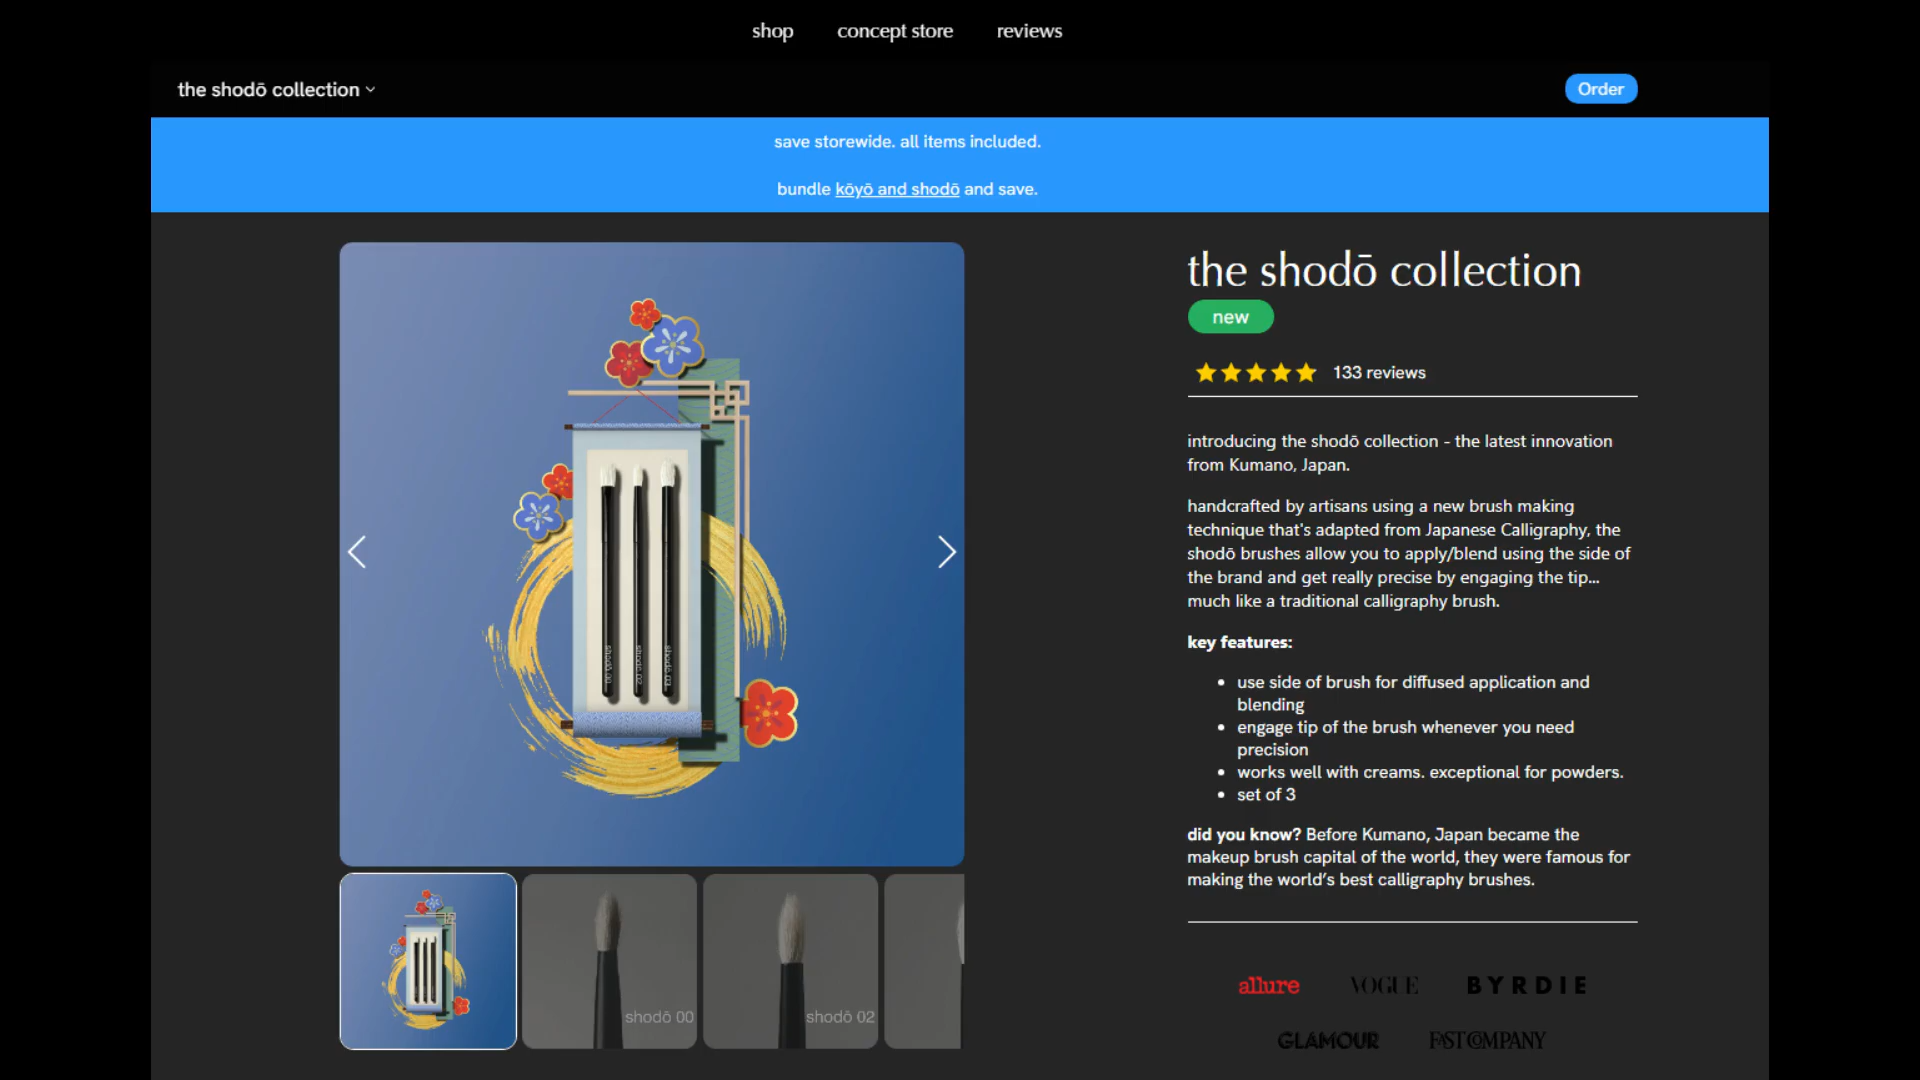 shop concept store reviews
the shodō collection
Order
save storewide. all items included.
bundle kōyō and shodō and save.
the shodō collection
new
133 reviews
introducing the shodō collection - the latest innovation
from Kumano, Japan.
handcrafted by artisans using a new brush making
technique that's adapted from Japanese Calligraphy, the
shodō brushes allow you to apply/blend using the side of
the brand and get really precise by engaging the tip...
much like a traditional calligraphy brush.
key features:
use side of brush for diffused application and
blending
engage tip of the brush whenever you need
precision
works well with creams. exceptional for powders.
set of 3
did you know? Before Kumano, Japan became the
makeup brush capital of the world, they were famous for
making the world’s best calligraphy brushes.
shodō 00
shodō 02
shodō 00
shodō 02
allure VOGUE BYRDIE
GLAMOUR FAST COMPANY